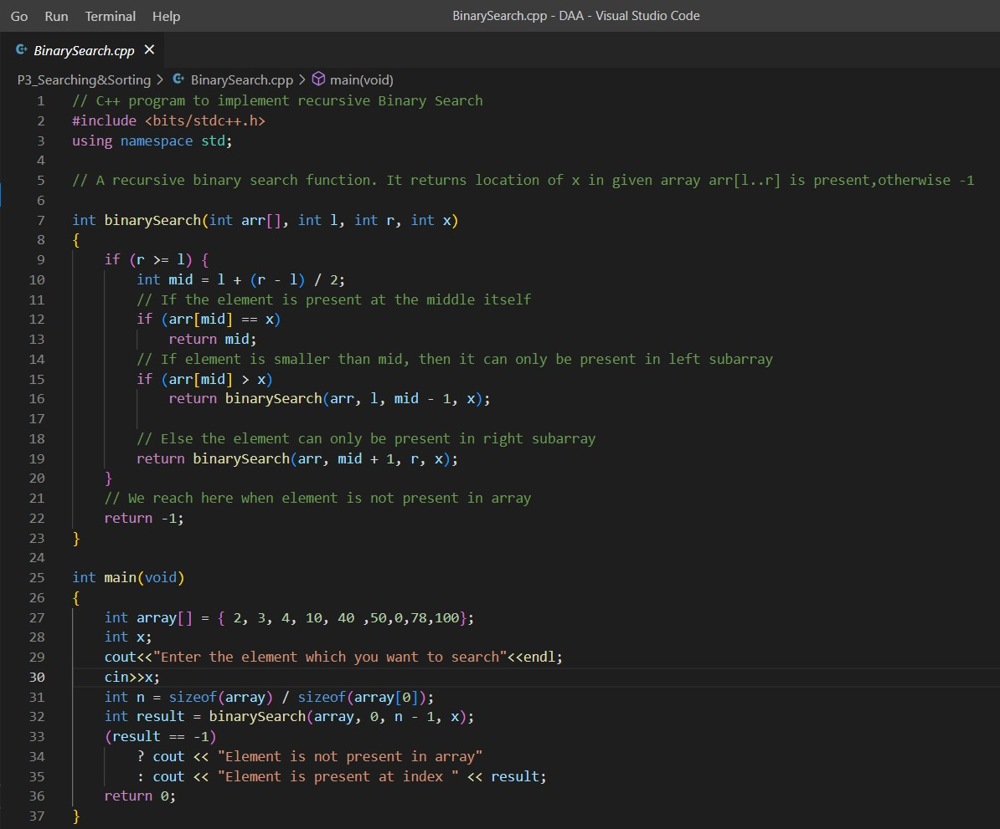 Go Run Terminal Help BinarySearch.cpp - DAA - Visual Studio Code
BinarySearch.cpp ✕
P3_Searching&Sorting > BinarySearch.cpp > main(void)
1 // C++ program to implement recursive Binary Search
2 #include <bits/stdc++.h>
3 using namespace std;
4
5 // A recursive binary search function. It returns location of x in given array arr[l..r] is present,otherwise -1
6
7 int binarySearch(int arr[], int l, int r, int x)
8 {
9     if (r >= l) {
10         int mid = l + (r - l) / 2;
11         // If the element is present at the middle itself
12         if (arr[mid] == x)
13             return mid;
14         // If element is smaller than mid, then it can only be present in left subarray
15         if (arr[mid] > x)
16             return binarySearch(arr, l, mid - 1, x);
17
18         // Else the element can only be present in right subarray
19         return binarySearch(arr, mid + 1, r, x);
20     }
21     // We reach here when element is not present in array
22     return -1;
23 }
24
25 int main(void)
26 {
27     int array[] = { 2, 3, 4, 10, 40 ,50,0,78,100};
28     int x;
29     cout<<"Enter the element which you want to search"<<endl;
30     cin>>x;
31     int n = sizeof(array) / sizeof(array[0]);
32     int result = binarySearch(array, 0, n - 1, x);
33     (result == -1)
34         ? cout << "Element is not present in array"
35         : cout << "Element is present at index " << result;
36     return 0;
37 }